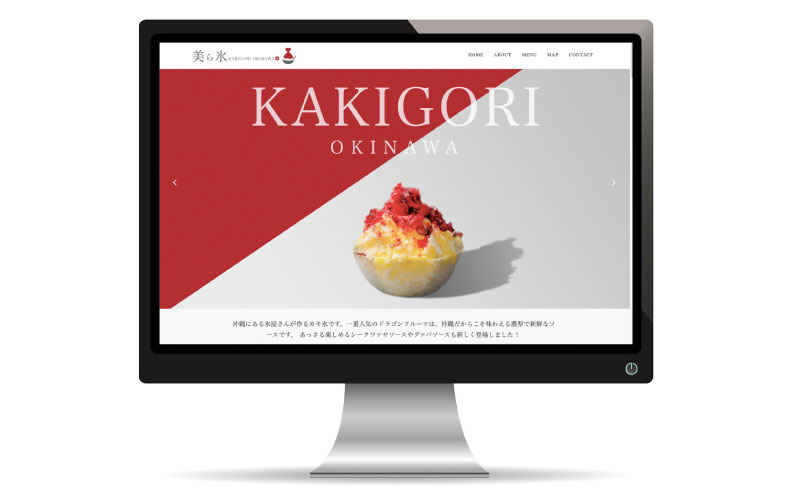 美ら氷 KAKIGORI OKINAWA
HOME ABOUT MENU MAP CONTACT
KAKIGORI
OKINAWA
沖縄にある氷屋さんが作るカキ氷です。一番人気のドラゴンフルーツは、沖縄だからこそ味わえる濃厚で新鮮なソ
ースです。 あっさる楽しめるシークヮサソースやグァバソースも新しく登場しました！